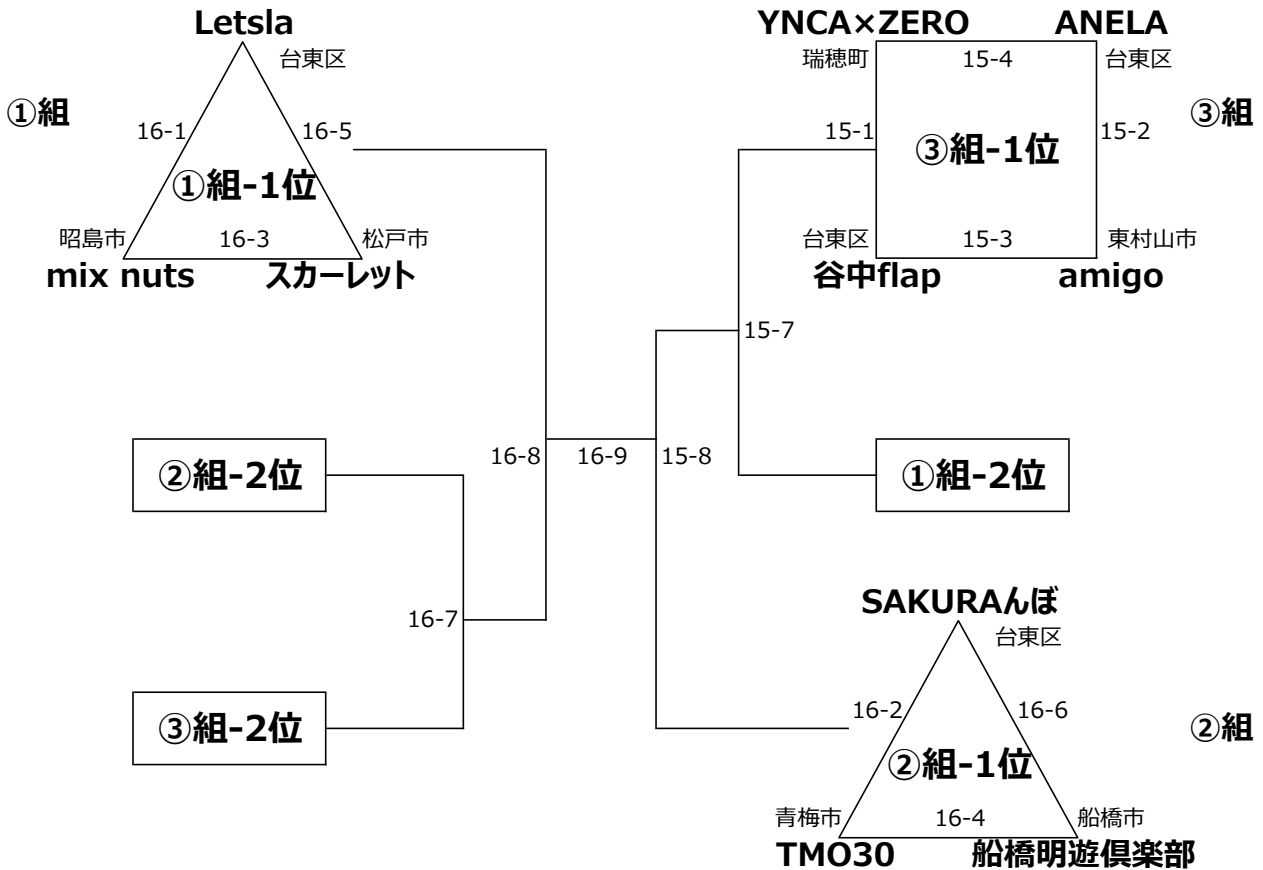 Letsla
台東区
①組
16-1
16-5
①組-1位
昭島市
16-3
松戸市
mix nuts
スカーレット
YNCA×ZERO
ANELA
瑞穂町
15-4
台東区
③組
15-1
③組-1位
15-2
台東区
15-3
東村山市
谷中flap
amigo
15-7
②組-2位
16-8
16-9
15-8
①組-2位
16-7
③組-2位
SAKURAんぼ
台東区
16-2
16-6
②組
②組-1位
青梅市
16-4
船橋市
TMO30
船橋明遊倶楽部